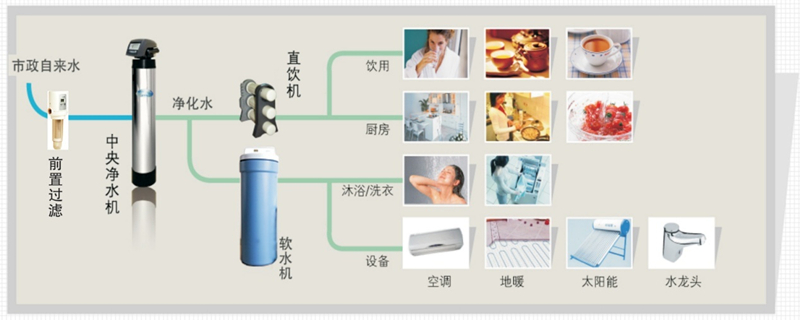 市政自来水
前置过滤
中央净水机
净化水
直饮机
软水机
饮用
厨房
沐浴/洗衣
设备
空调
地暖
太阳能
水龙头